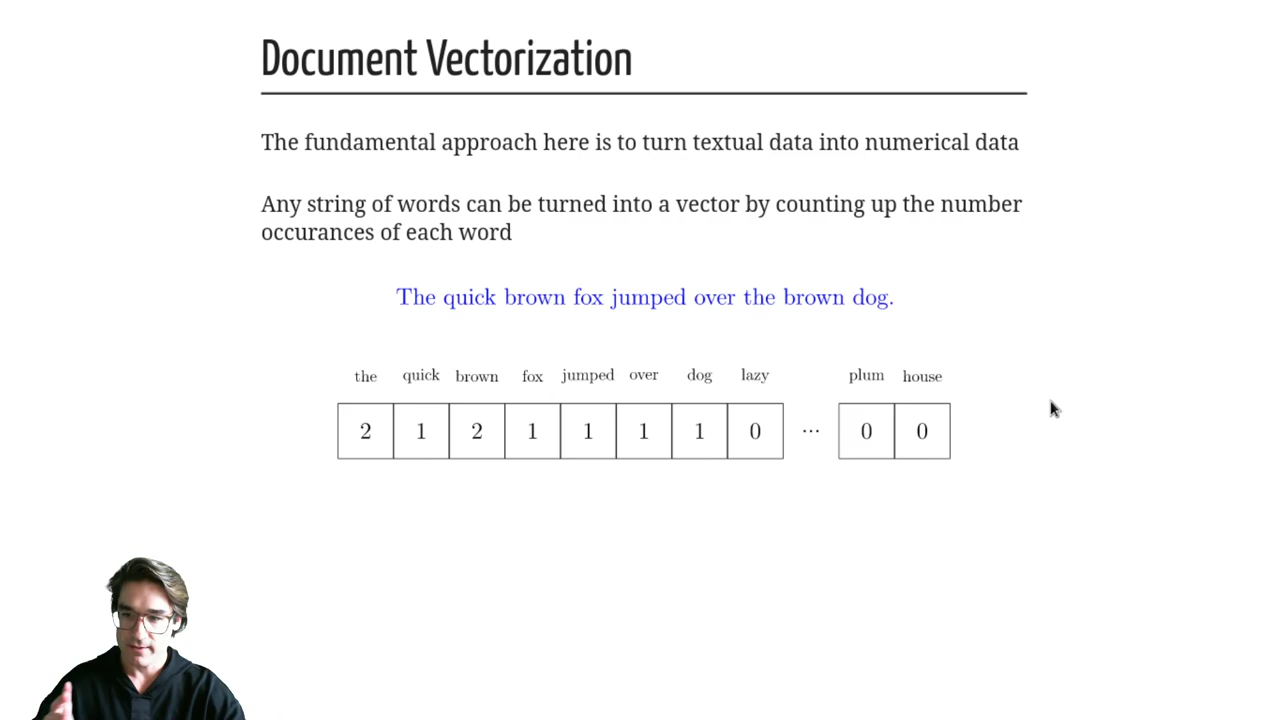 Document Vectorization
The fundamental approach here is to turn textual data into numerical data
Any string of words can be turned into a vector by counting up the number
occurances of each word
The quick brown fox jumped over the brown dog.
the quick brown fox jumped over dog lazy plum house
2 1 2 1 1 1 1 0 ... 0 0